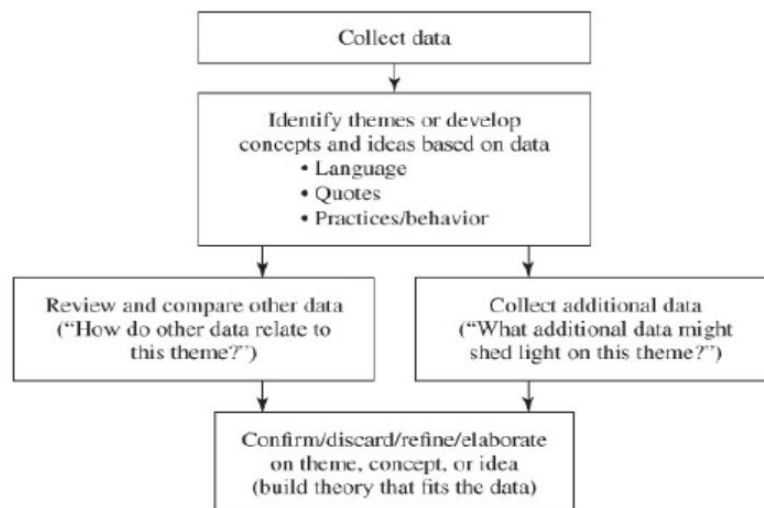 Collect data
Identify themes or develop
concepts and ideas based on data
• Language
• Quotes
• Practices/behavior
Review and compare other data
(“How do other data relate to
this theme?”)
Collect additional data
(“What additional data might
shed light on this theme?”)
Confirm/discard/refine/elaborate
on theme, concept, or idea
(build theory that fits the data)